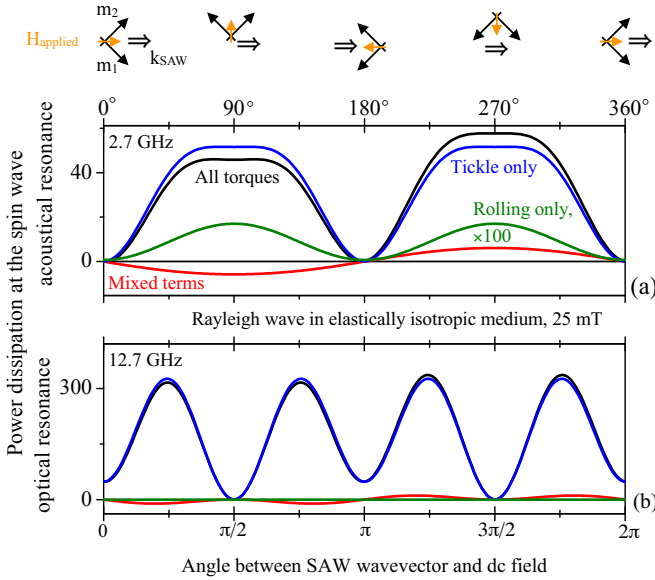 m2
Happlied
m1
kSAW
0° 90° 180° 270° 360°
2.7 GHz
All torques
Tickle only
Rolling only,
×100
Mixed terms
(a)
40
0
Rayleigh wave in elastically isotropic medium, 25 mT
12.7 GHz
300
0
(b)
0 π/2 π 3π/2 2π
Angle between SAW wavevector and dc field
Power dissipation at the spin wave
acoustical resonance
optical resonance